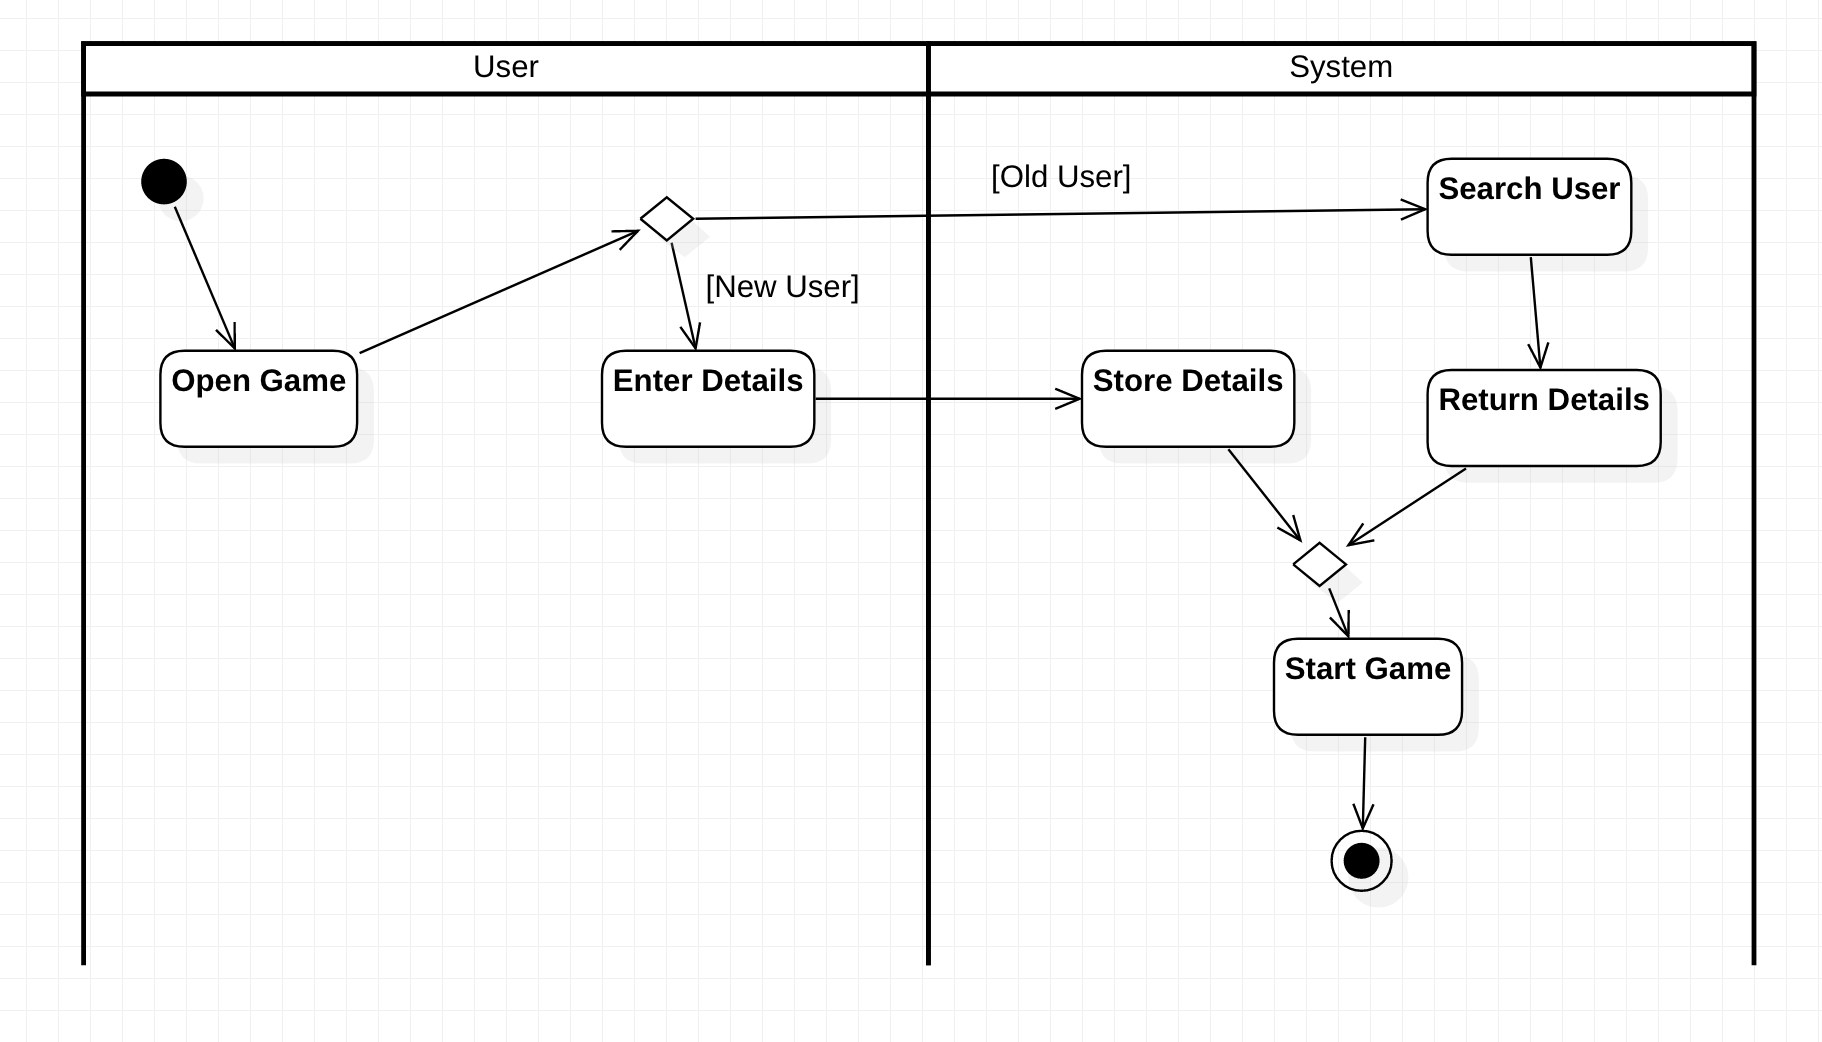 User
System
[Old User]
Search User
[New User]
Open Game
Enter Details
Store Details
Return Details
Start Game